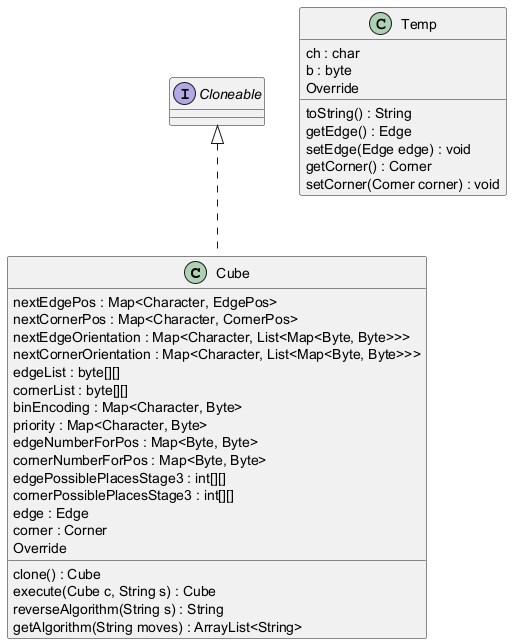 C Temp
ch : char
b : byte
Override
toString() : String
getEdge() : Edge
setEdge(Edge edge) : void
getCorner() : Corner
setCorner(Corner corner) : void
I Cloneable
C Cube
nextEdgePos : Map<Character, EdgePos>
nextCornerPos : Map<Character, CornerPos>
nextEdgeOrientation : Map<Character, List<Map<Byte, Byte>>>
nextCornerOrientation : Map<Character, List<Map<Byte, Byte>>>
edgeList : byte[][]
cornerList : byte[][]
binEncoding : Map<Character, Byte>
priority : Map<Character, Byte>
edgeNumberForPos : Map<Byte, Byte>
cornerNumberForPos : Map<Byte, Byte>
edgePossiblePlacesStage3 : int[][]
cornerPossiblePlacesStage3 : int[][]
edge : Edge
corner : Corner
Override
clone() : Cube
execute(Cube c, String s) : Cube
reverseAlgorithm(String s) : String
getAlgorithm(String moves) : ArrayList<String>